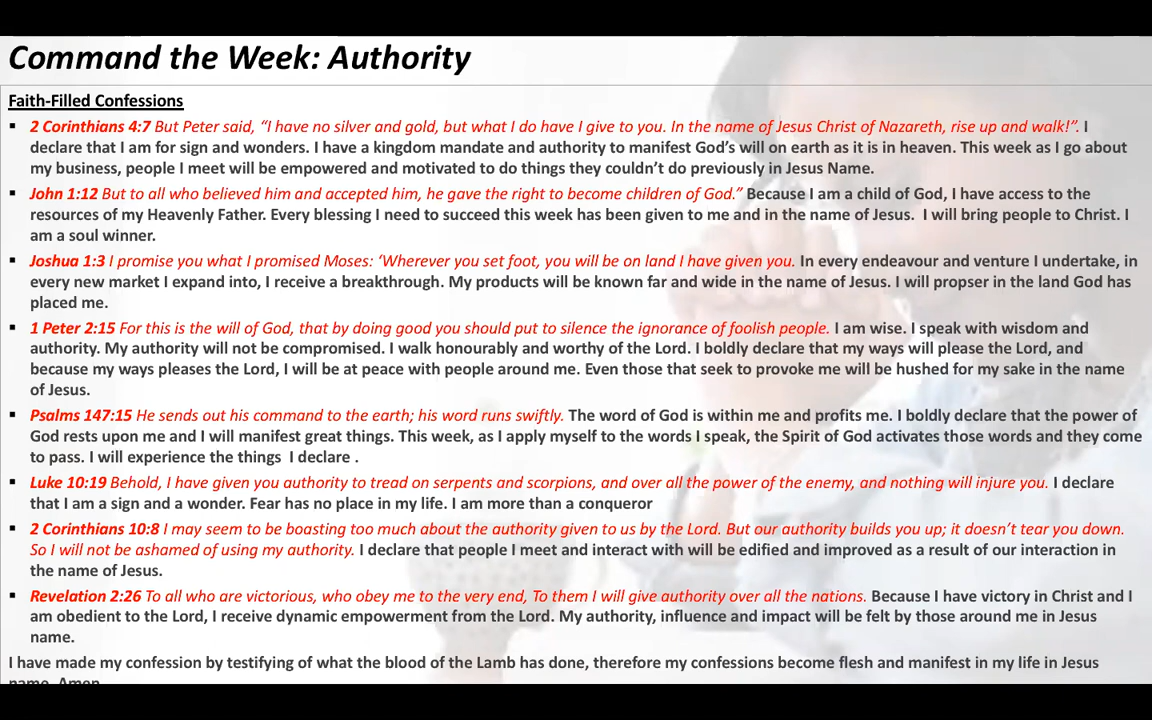 Command the Week: Authority
Faith-Filled Confessions
▪ 2 Corinthians 4:7 But Peter said, “I have no silver and gold, but what I do have I give to you. In the name of Jesus Christ of Nazareth, rise up and walk!”. I
declare that I am for sign and wonders. I have a kingdom mandate and authority to manifest God’s will on earth as it is in heaven. This week as I go about
my business, people I meet will be empowered and motivated to do things they couldn’t do previously in Jesus Name.
▪ John 1:12 But to all who believed him and accepted him, he gave the right to become children of God.” Because I am a child of God, I have access to the
resources of my Heavenly Father. Every blessing I need to succeed this week has been given to me and in the name of Jesus.  I will bring people to Christ. I
am a soul winner.
▪ Joshua 1:3 I promise you what I promised Moses: ‘Wherever you set foot, you will be on land I have given you. In every endeavour and venture I undertake, in
every new market I expand into, I receive a breakthrough. My products will be known far and wide in the name of Jesus. I will propser in the land God has
placed me.
▪ 1 Peter 2:15 For this is the will of God, that by doing good you should put to silence the ignorance of foolish people. I am wise. I speak with wisdom and
authority. My authority will not be compromised. I walk honourably and worthy of the Lord. I boldly declare that my ways will please the Lord, and
because my ways pleases the Lord, I will be at peace with people around me. Even those that seek to provoke me will be hushed for my sake in the name
of Jesus.
▪ Psalms 147:15 He sends out his command to the earth; his word runs swiftly. The word of God is within me and profits me. I boldly declare that the power of
God rests upon me and I will manifest great things. This week, as I apply myself to the words I speak, the Spirit of God activates those words and they come
to pass. I will experience the things  I declare .
▪ Luke 10:19 Behold, I have given you authority to tread on serpents and scorpions, and over all the power of the enemy, and nothing will injure you. I declare
that I am a sign and a wonder. Fear has no place in my life. I am more than a conqueror
▪ 2 Corinthians 10:8 I may seem to be boasting too much about the authority given to us by the Lord. But our authority builds you up; it doesn’t tear you down.
So I will not be ashamed of using my authority. I declare that people I meet and interact with will be edified and improved as a result of our interaction in
the name of Jesus.
▪ Revelation 2:26 To all who are victorious, who obey me to the very end, To them I will give authority over all the nations. Because I have victory in Christ and I
am obedient to the Lord, I receive dynamic empowerment from the Lord. My authority, influence and impact will be felt by those around me in Jesus
name.
I have made my confession by testifying of what the blood of the Lamb has done, therefore my confessions become flesh and manifest in my life in Jesus
name. Amen